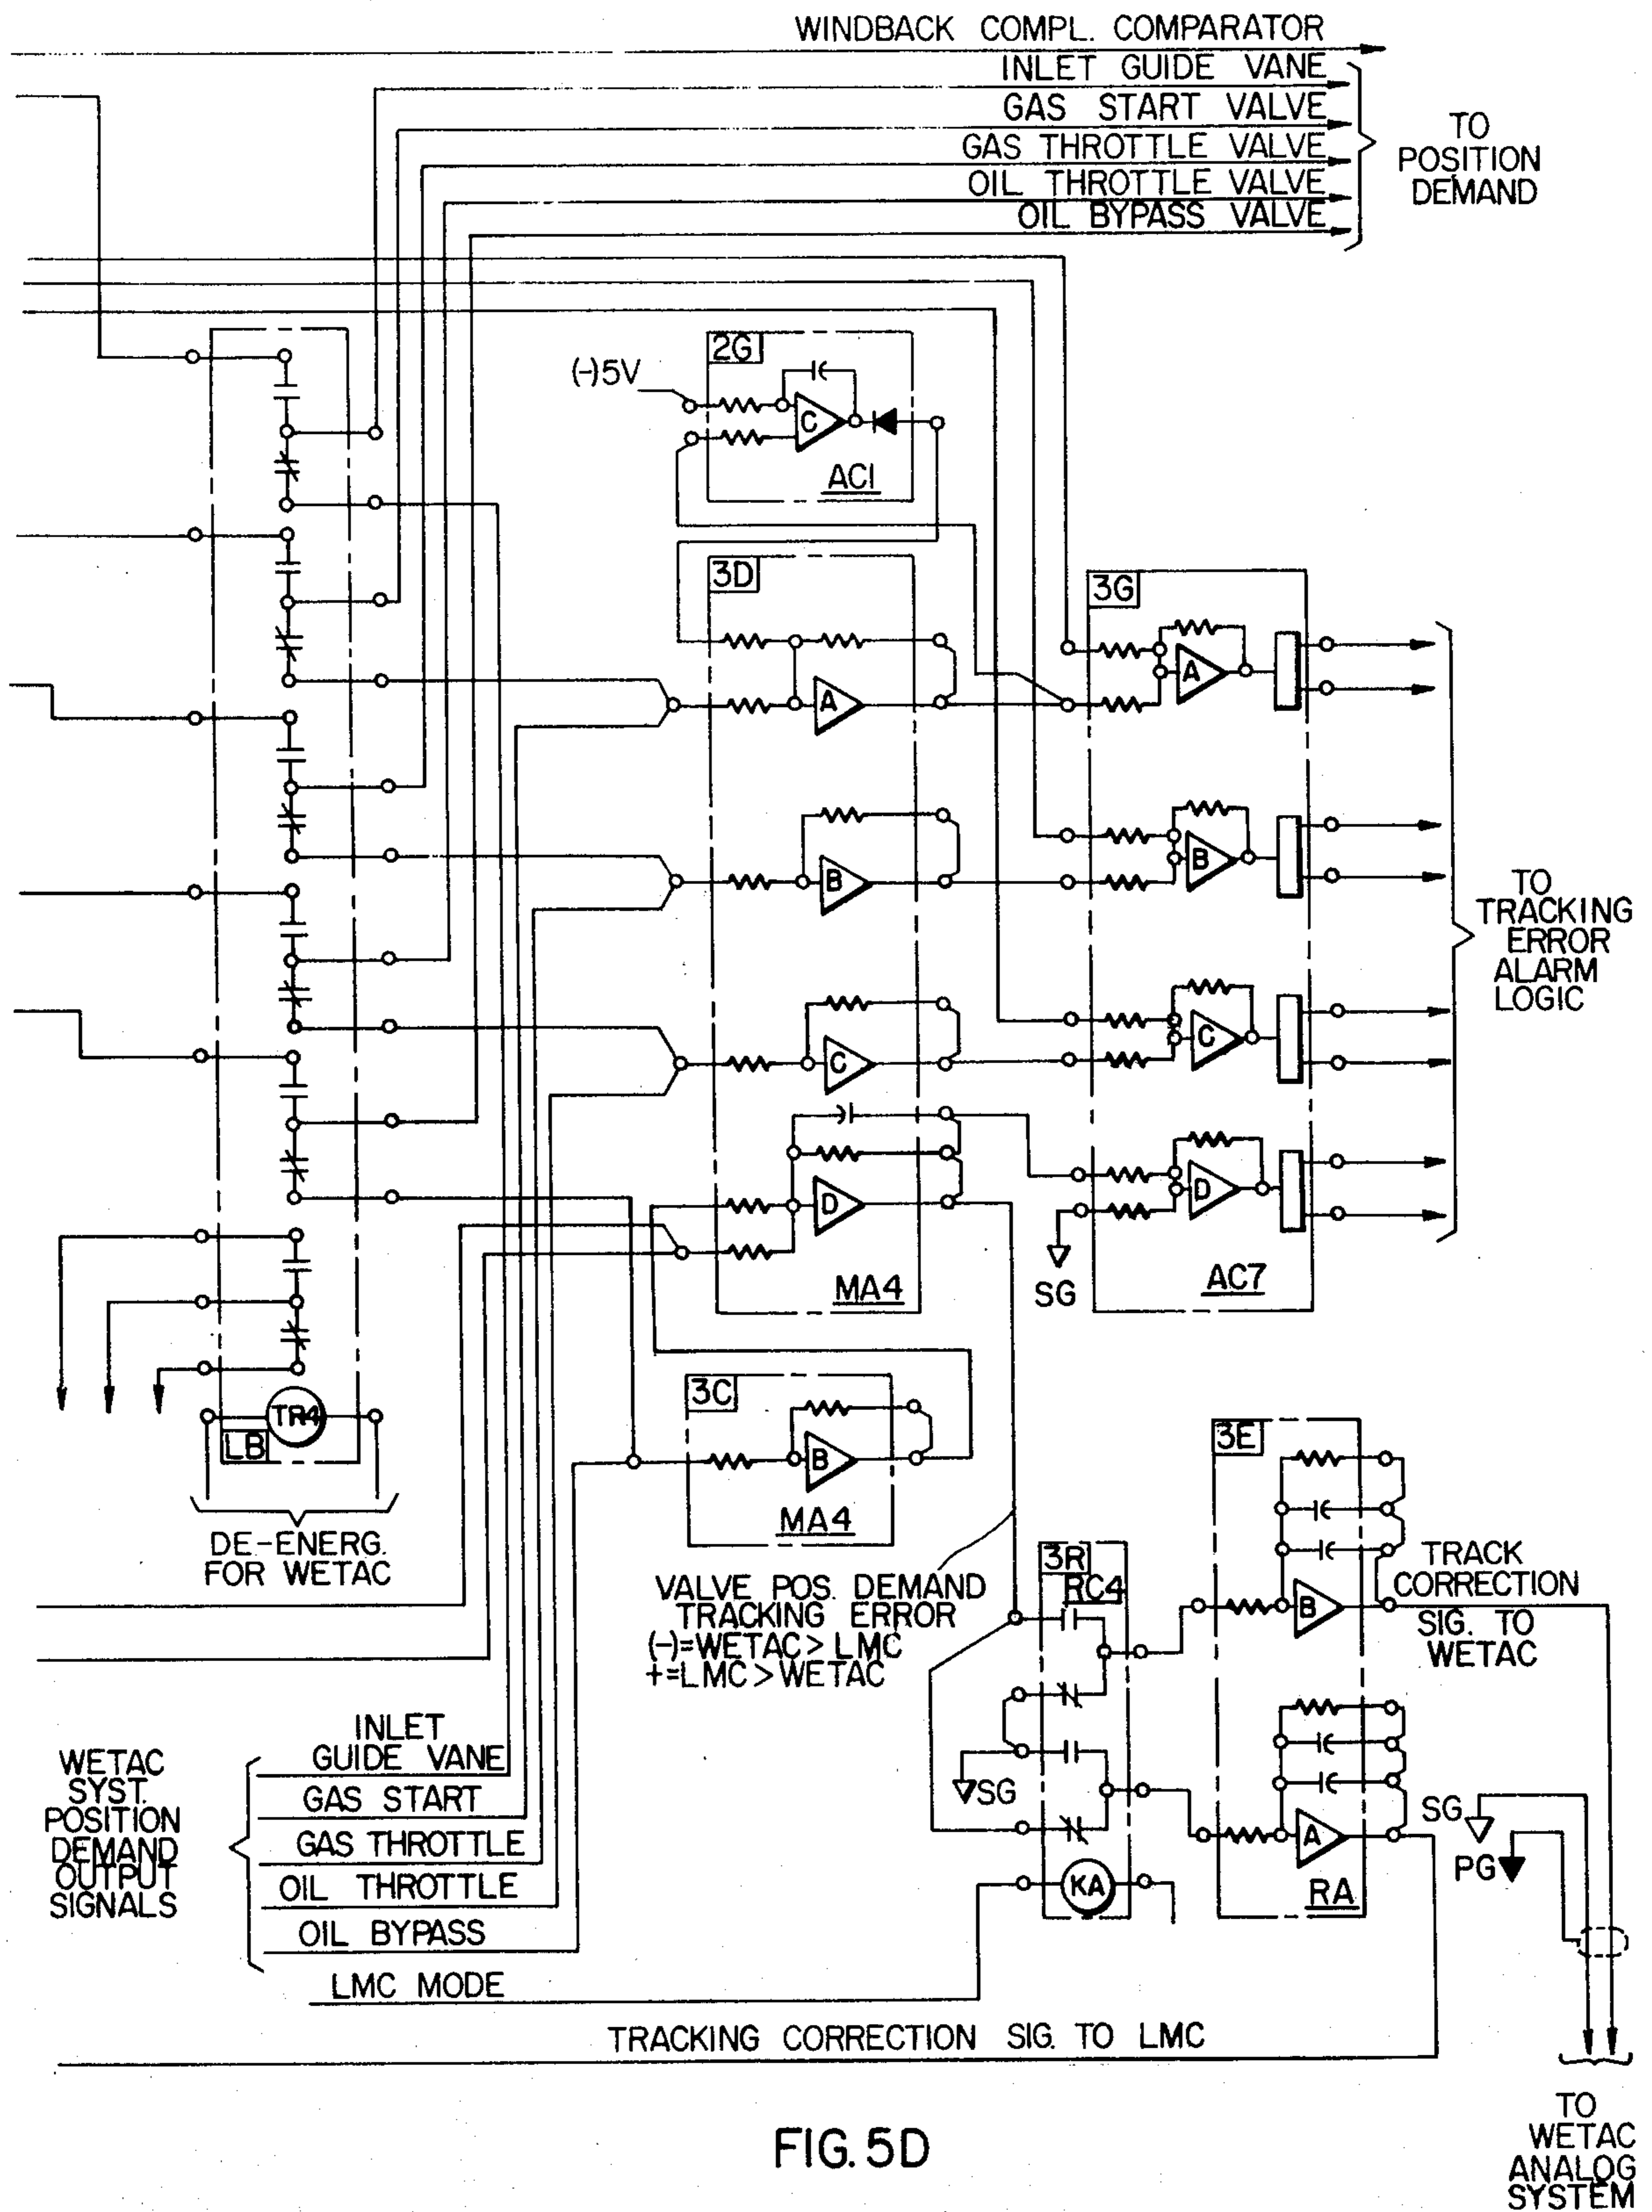 WINDBACK COMPL. COMPARATOR
INLET GUIDE VANE
GAS START VALVE
GAS THROTTLE VALVE
OIL THROTTLE VALVE
OIL BYPASS VALVE
TO
POSITION
DEMAND
2G
(-)5V
C
AC1
3D
3G
A
A
B
B
C
C
D
D
MA4
SG
AC7
TO
TRACKING
ERROR
ALARM
LOGIC
TR4
LB
DE-ENERG.
FOR WETAC
3C
B
MA4
VALVE POS. DEMAND
TRACKING ERROR
(-)=WETAC > LMC
+=LMC > WETAC
3R
RC4
3E
B
TRACK
CORRECTION
SIG. TO
WETAC
SG
KA
A
RA
SG
PG
WETAC
SYST.
POSITION
DEMAND
OUTPUT
SIGNALS
INLET
GUIDE VANE
GAS START
GAS THROTTLE
OIL THROTTLE
OIL BYPASS
LMC MODE
TRACKING CORRECTION SIG. TO LMC
TO
WETAC
ANALOG
SYSTEM
FIG. 5D